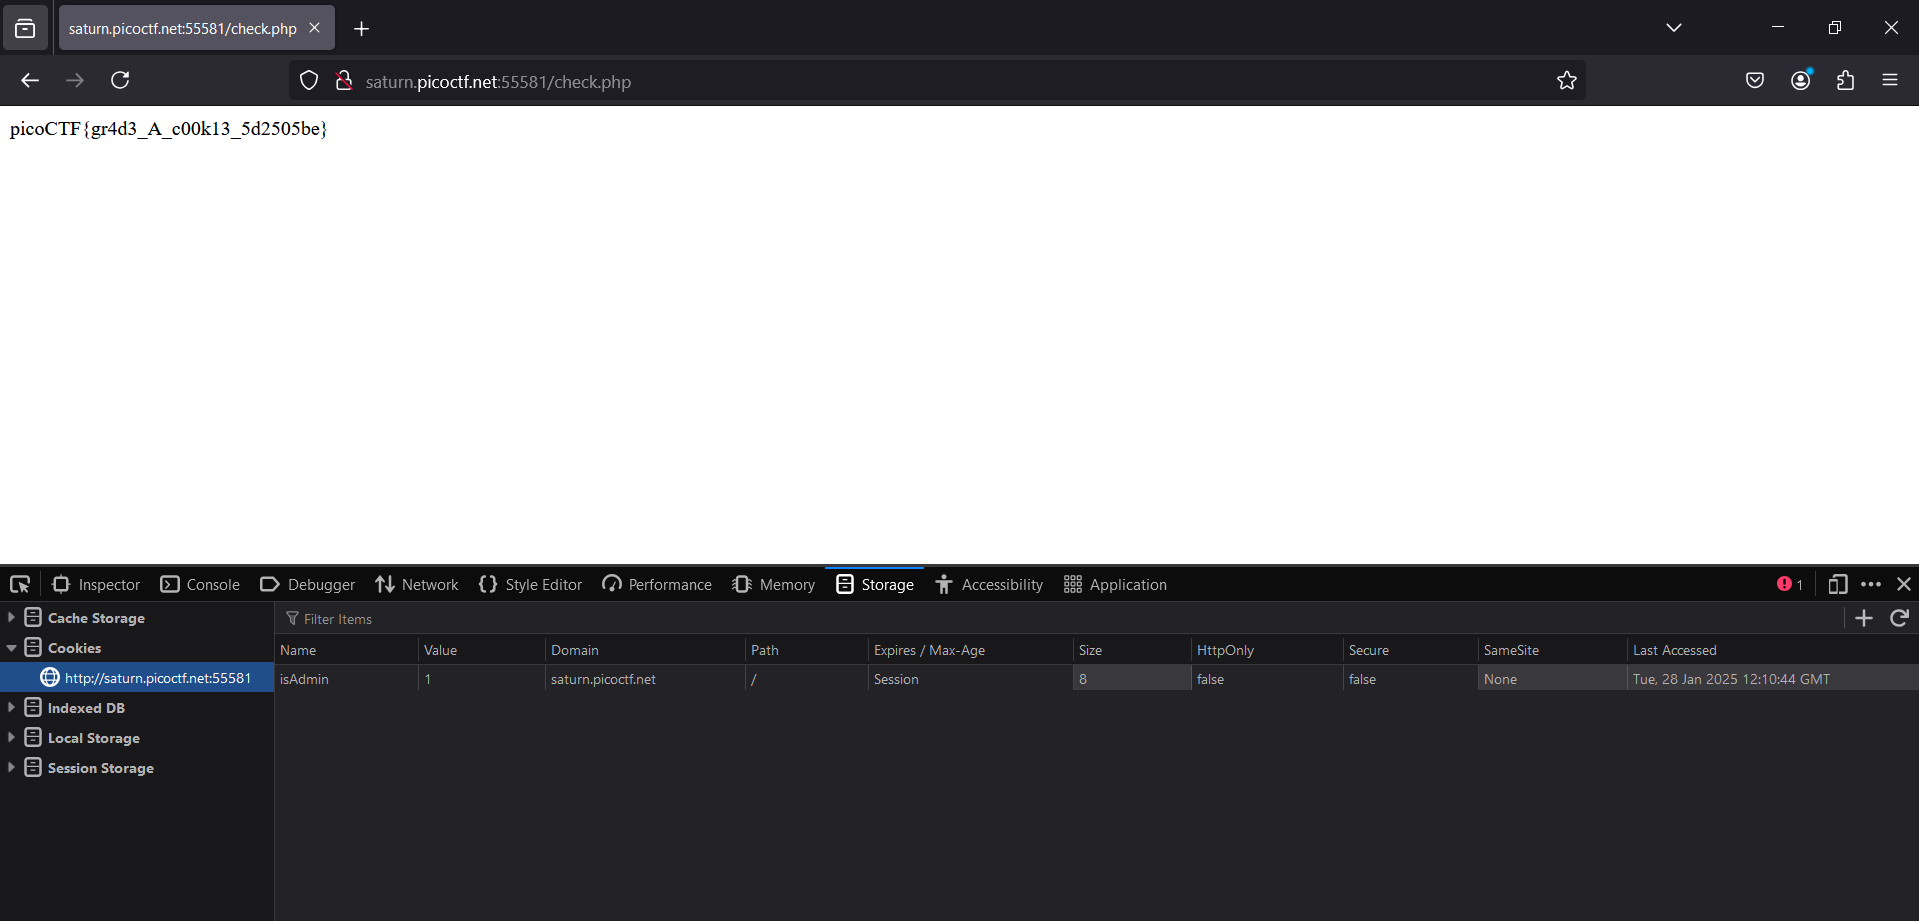 saturn.picoctf.net:55581/check.php
saturn.picoctf.net:55581/check.php
picoCTF{gr4d3_A_c00k13_5d2505be}
Inspector Console Debugger Network Style Editor Performance Memory Storage Accessibility Application 1
Cache Storage
Filter Items
Cookies
Name Value Domain Path Expires / Max-Age Size HttpOnly Secure SameSite Last Accessed
http://saturn.picoctf.net:55581
isAdmin 1 saturn.picoctf.net / Session 8 false false None Tue, 28 Jan 2025 12:10:44 GMT
Indexed DB
Local Storage
Session Storage